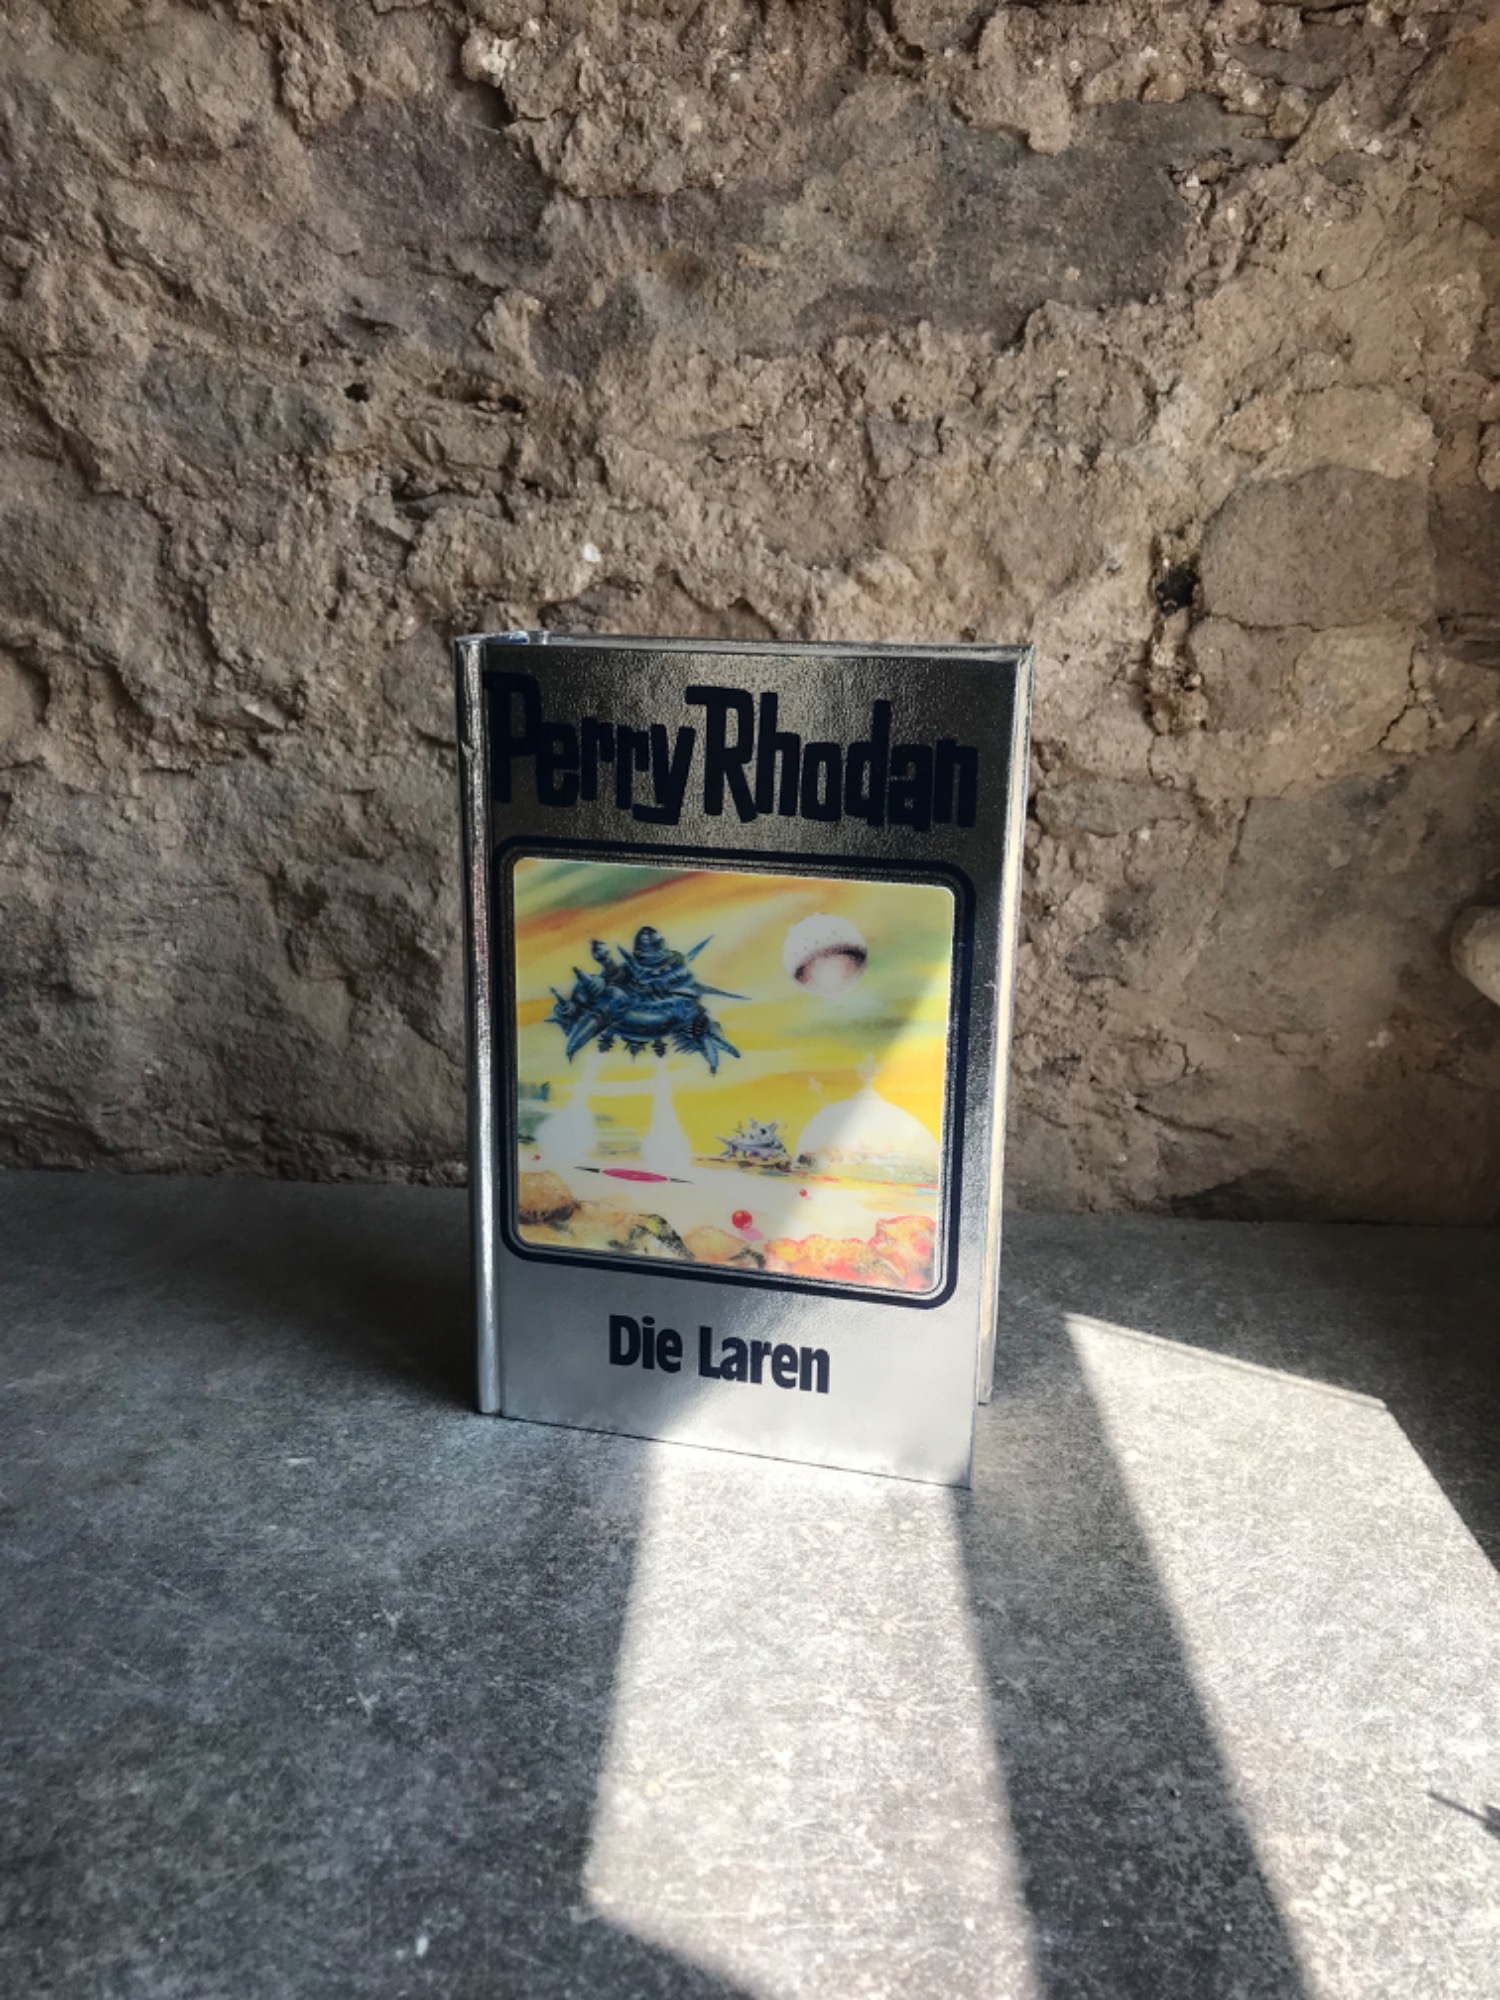 Perry Rhodan
Die Laren